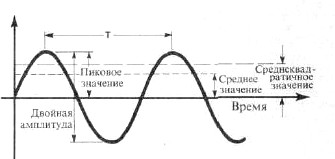 T
Пиковое
значение
Среднее
значение
Среднеквад-
ратичное
значение
Двойная
амплитуда
Время